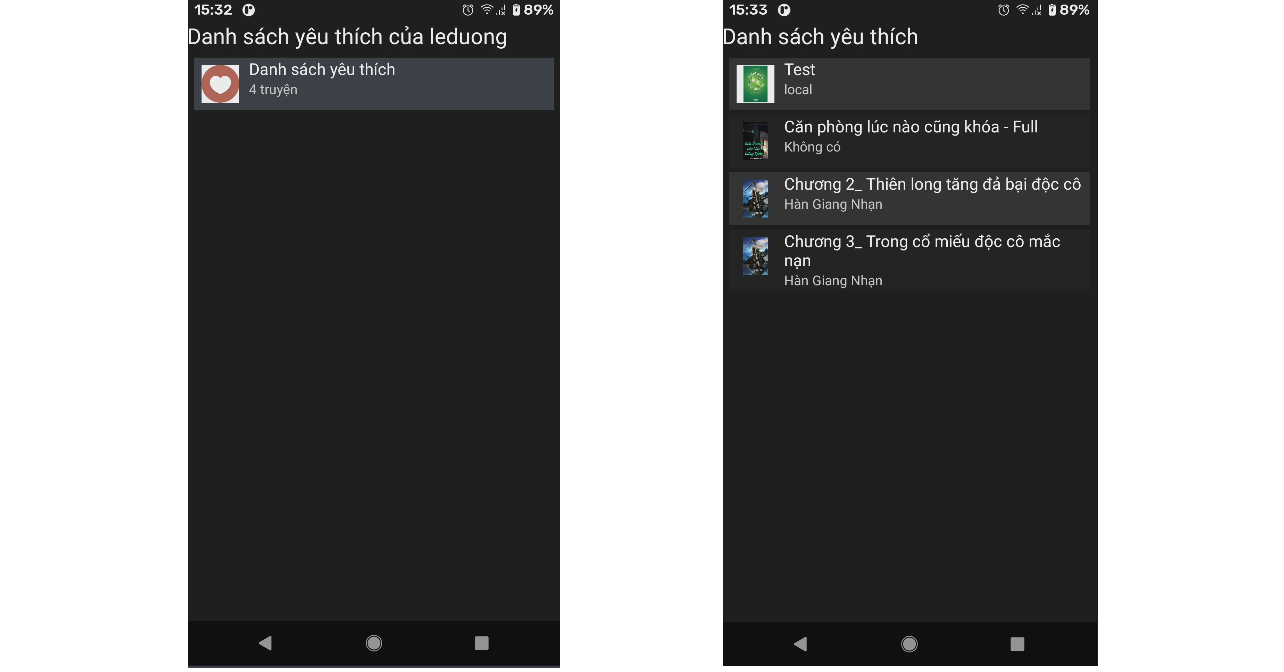 15:32
89%
Danh sách yêu thích của leduong
Danh sách yêu thích
4 truyện
15:33
89%
Danh sách yêu thích
Test
local
Căn phòng lúc nào cũng khóa - Full
Không có
Chương 2_ Thiên long tăng đả bại độc cô
Hàn Giang Nhạn
Chương 3_ Trong cổ miếu độc cô mắc
nạn
Hàn Giang Nhạn